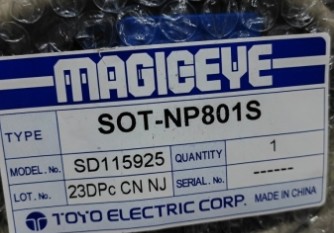 MAGICEYE
TYPE SOT-NP801S
MODEL.No. SD115925 QUANTITY 1
LOT.No. 23DPc CN NJ SERIAL.No. ------
TOYO ELECTRIC CORP. MADE IN CHINA